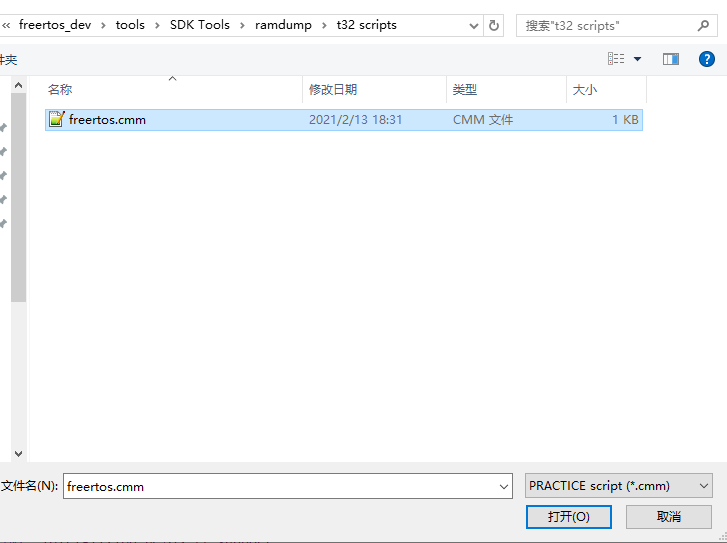 « freertos_dev > tools > SDK Tools > ramdump > t32 scripts
搜索"t32 scripts"
件夹
名称 修改日期 类型 大小
freertos.cmm 2021/2/13 18:31 CMM 文件 1 KB
文件名(N): freertos.cmm PRACTICE script (*.cmm)
打开(O) 取消